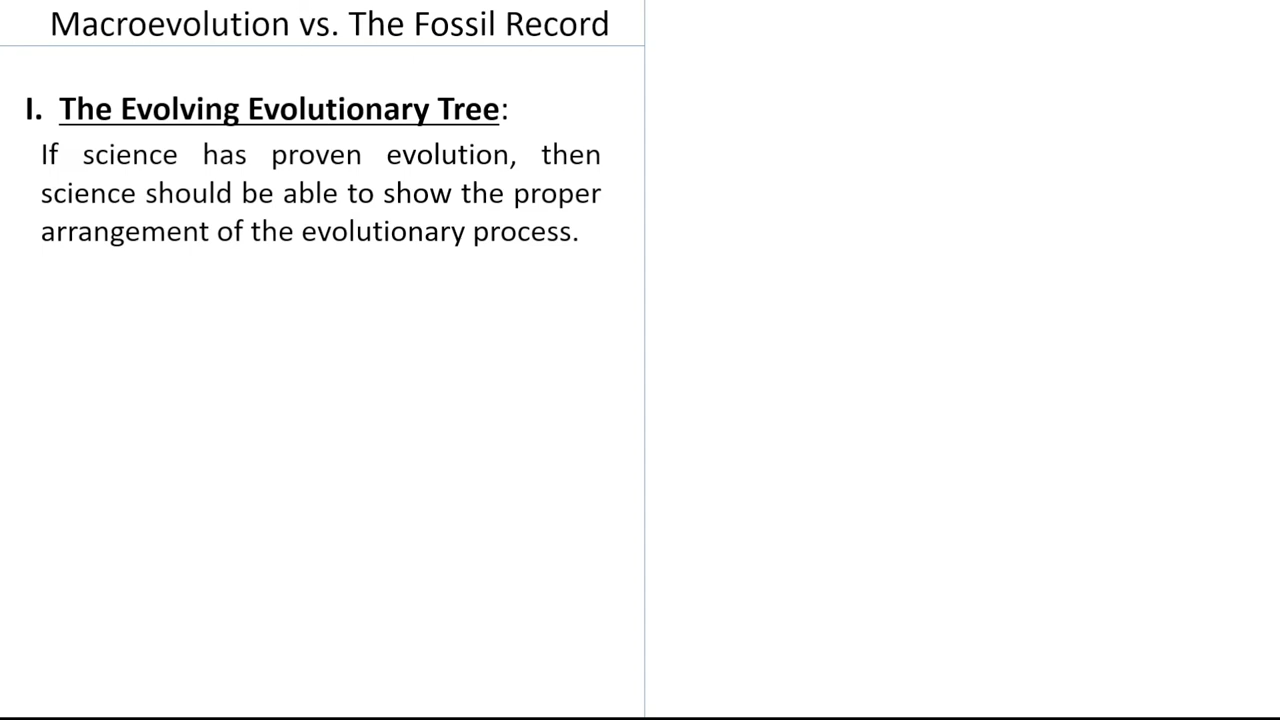 Macroevolution vs. The Fossil Record
I. The Evolving Evolutionary Tree:
If science has proven evolution, then
science should be able to show the proper
arrangement of the evolutionary process.